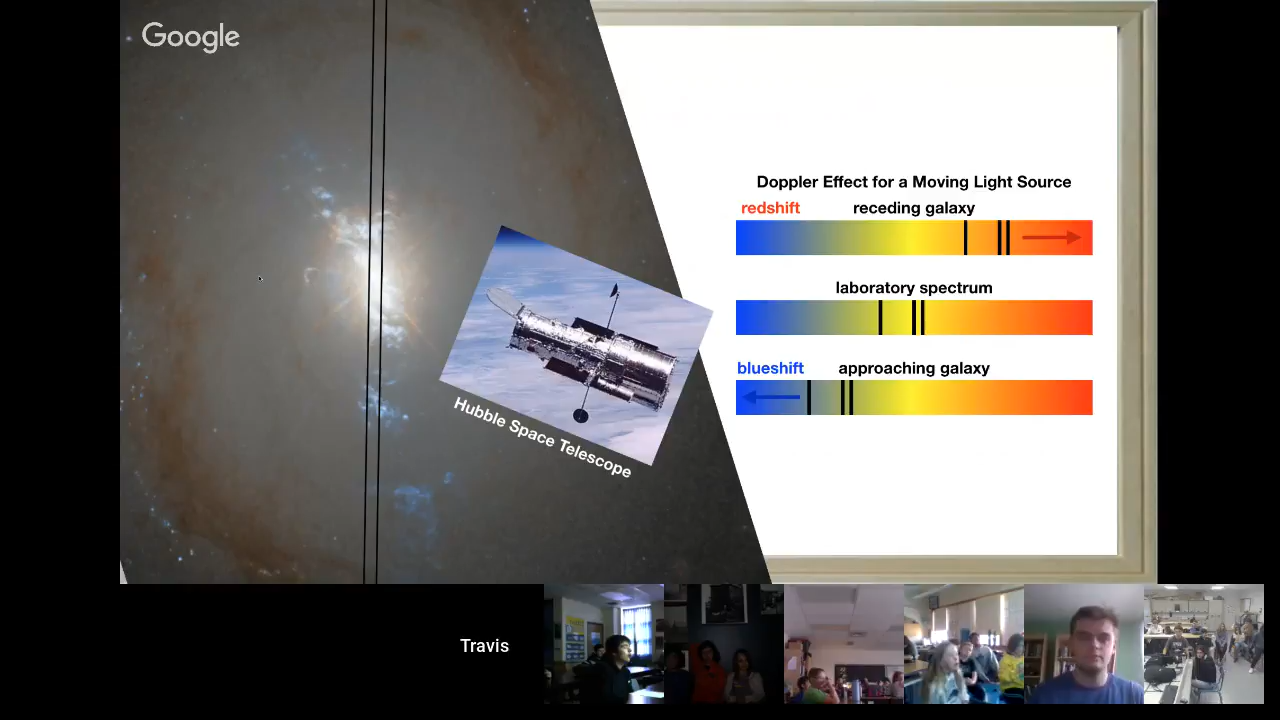 Google
Hubble Space Telescope
Doppler Effect for a Moving Light Source
redshift receding galaxy
laboratory spectrum
blueshift approaching galaxy
Travis